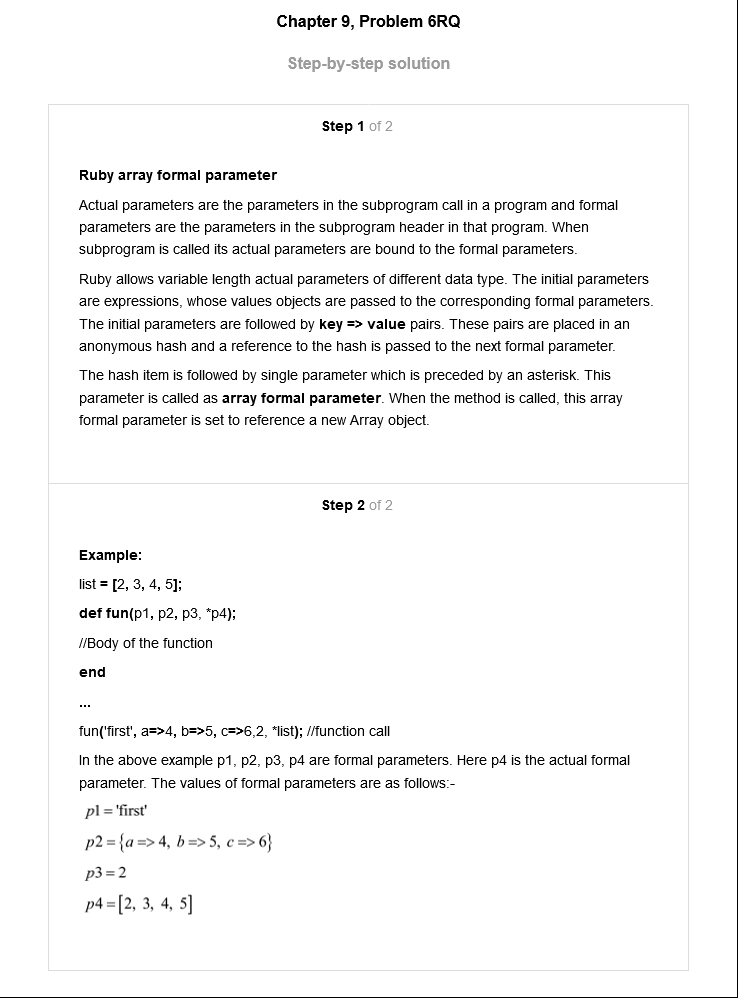 Chapter 9, Problem 6RQ
Step-by-step solution
Step 1 of 2
Ruby array formal parameter
Actual parameters are the parameters in the subprogram call in a program and formal
parameters are the parameters in the subprogram header in that program. When
subprogram is called its actual parameters are bound to the formal parameters.
Ruby allows variable length actual parameters of different data type. The initial parameters
are expressions, whose values objects are passed to the corresponding formal parameters.
The initial parameters are followed by key => value pairs. These pairs are placed in an
anonymous hash and a reference to the hash is passed to the next formal parameter.
The hash item is followed by single parameter which is preceded by an asterisk. This
parameter is called as array formal parameter. When the method is called, this array
formal parameter is set to reference a new Array object.
Step 2 of 2
Example:
list = [2, 3, 4, 5];
def fun(p1, p2, p3, *p4);
//Body of the function
end
...
fun('first', a=>4, b=>5, c=>6,2, *list); //function call
In the above example p1, p2, p3, p4 are formal parameters. Here p4 is the actual formal
parameter. The values of formal parameters are as follows:-
p1 = 'first'
p2 = {a => 4, b => 5, c => 6}
p3 = 2
p4 = [2, 3, 4, 5]